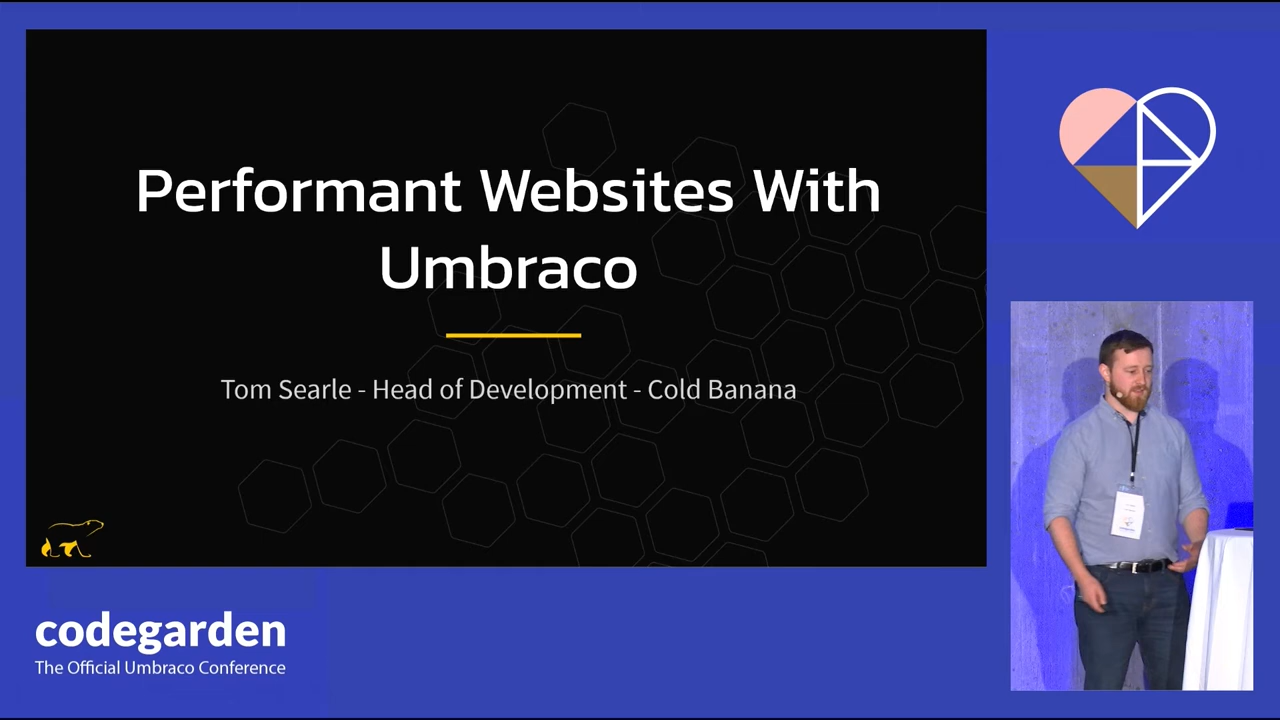 Performant Websites With
Umbraco
Tom Searle - Head of Development - Cold Banana
codegarden
The Official Umbraco Conference